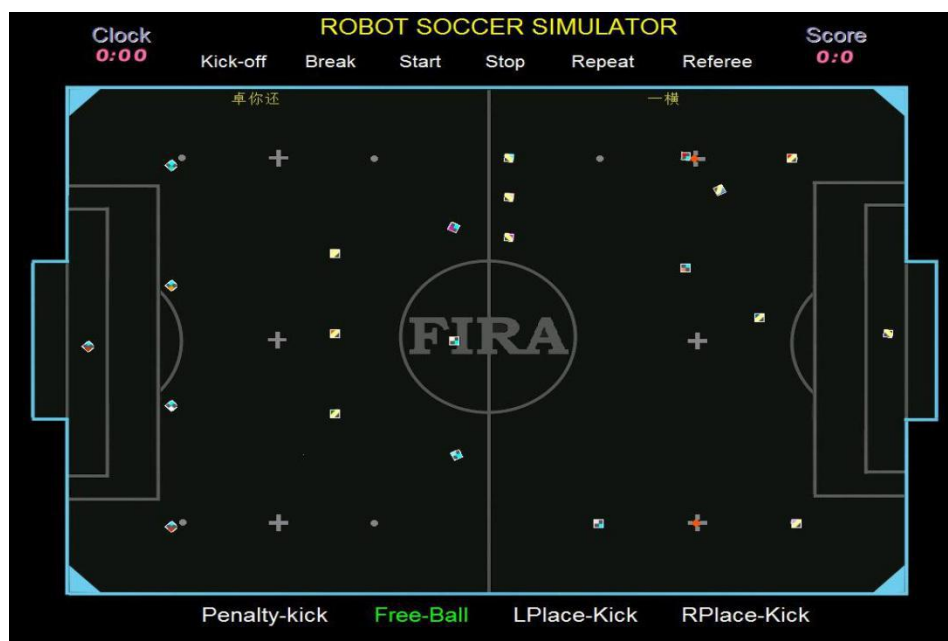 ROBOT SOCCER SIMULATOR
Clock
0:00
Score
0:0
Kick-off Break Start Stop Repeat Referee
卓你还 一横
FIRA
Penalty-kick Free-Ball LPlace-Kick RPlace-Kick